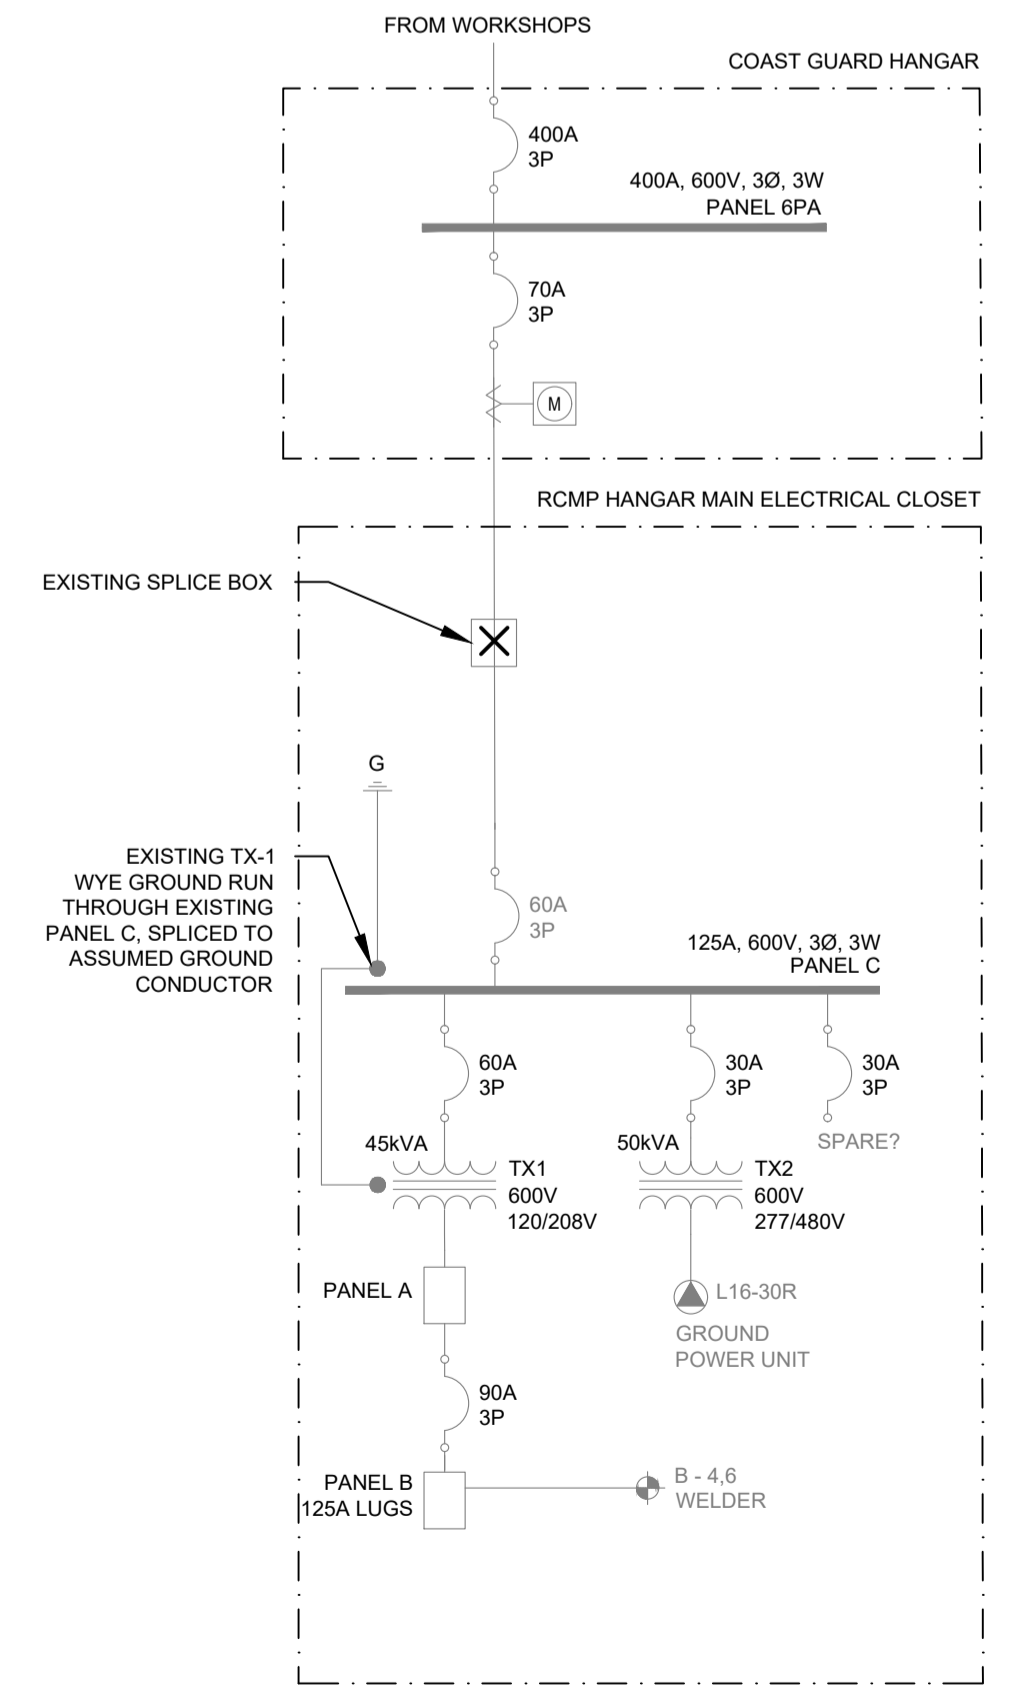 FROM WORKSHOPS
COAST GUARD HANGAR
400A
3P
400A, 600V, 3Ø, 3W
PANEL 6PA
70A
3P
M
RCMP HANGAR MAIN ELECTRICAL CLOSET
EXISTING SPLICE BOX
G
EXISTING TX-1
WYE GROUND RUN
THROUGH EXISTING
PANEL C, SPLICED TO
ASSUMED GROUND
CONDUCTOR
60A
3P
125A, 600V, 3Ø, 3W
PANEL C
60A
3P
30A
3P
30A
3P
SPARE?
45kVA
TX1
600V
120/208V
50kVA
TX2
600V
277/480V
PANEL A
L16-30R
GROUND
POWER UNIT
90A
3P
PANEL B
125A LUGS
B - 4,6
WELDER